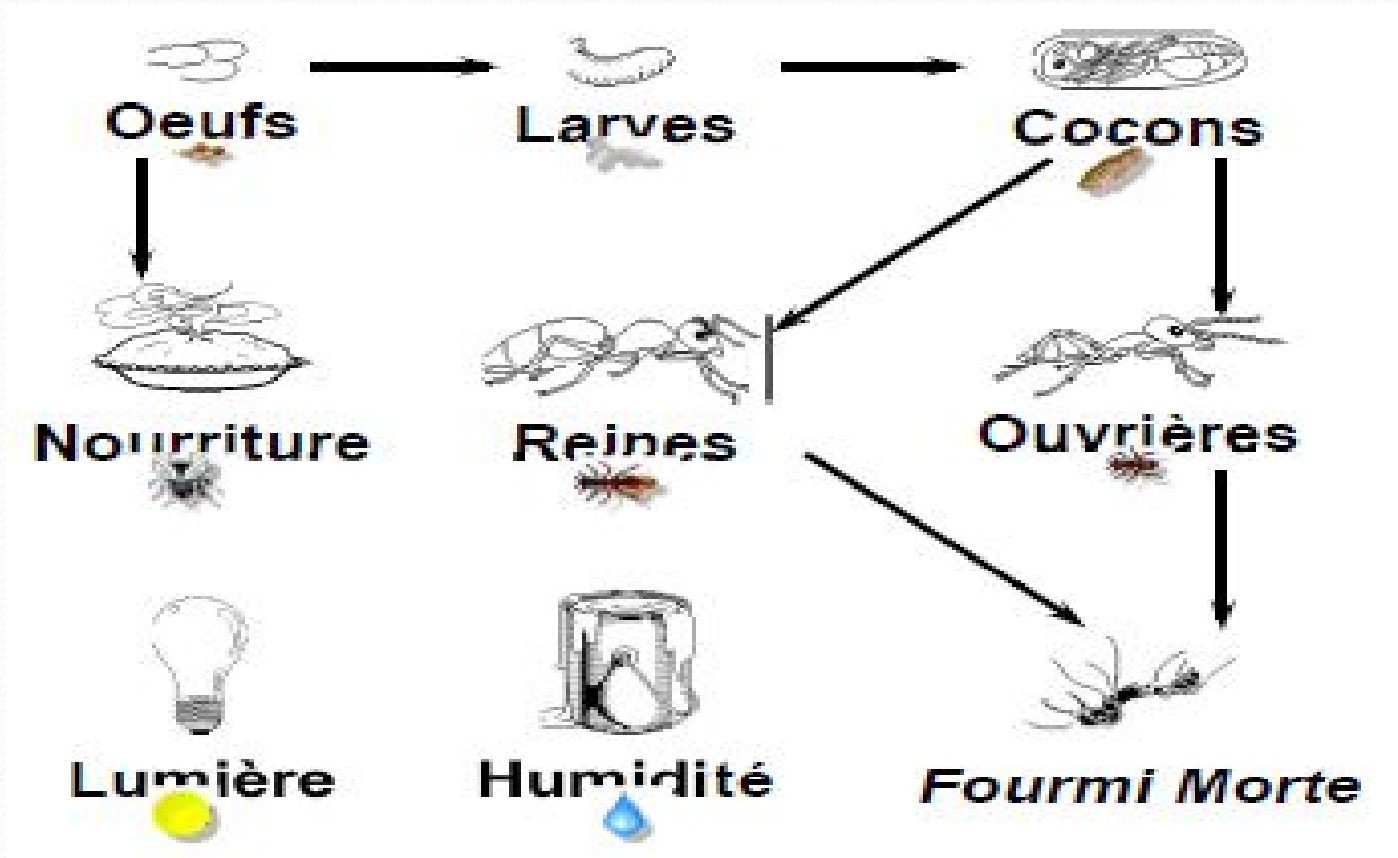 Oeufs
Larves
Cocons
Nourriture
Reines
Ouvrières
Lumière
Humidité
Fourmi Morte